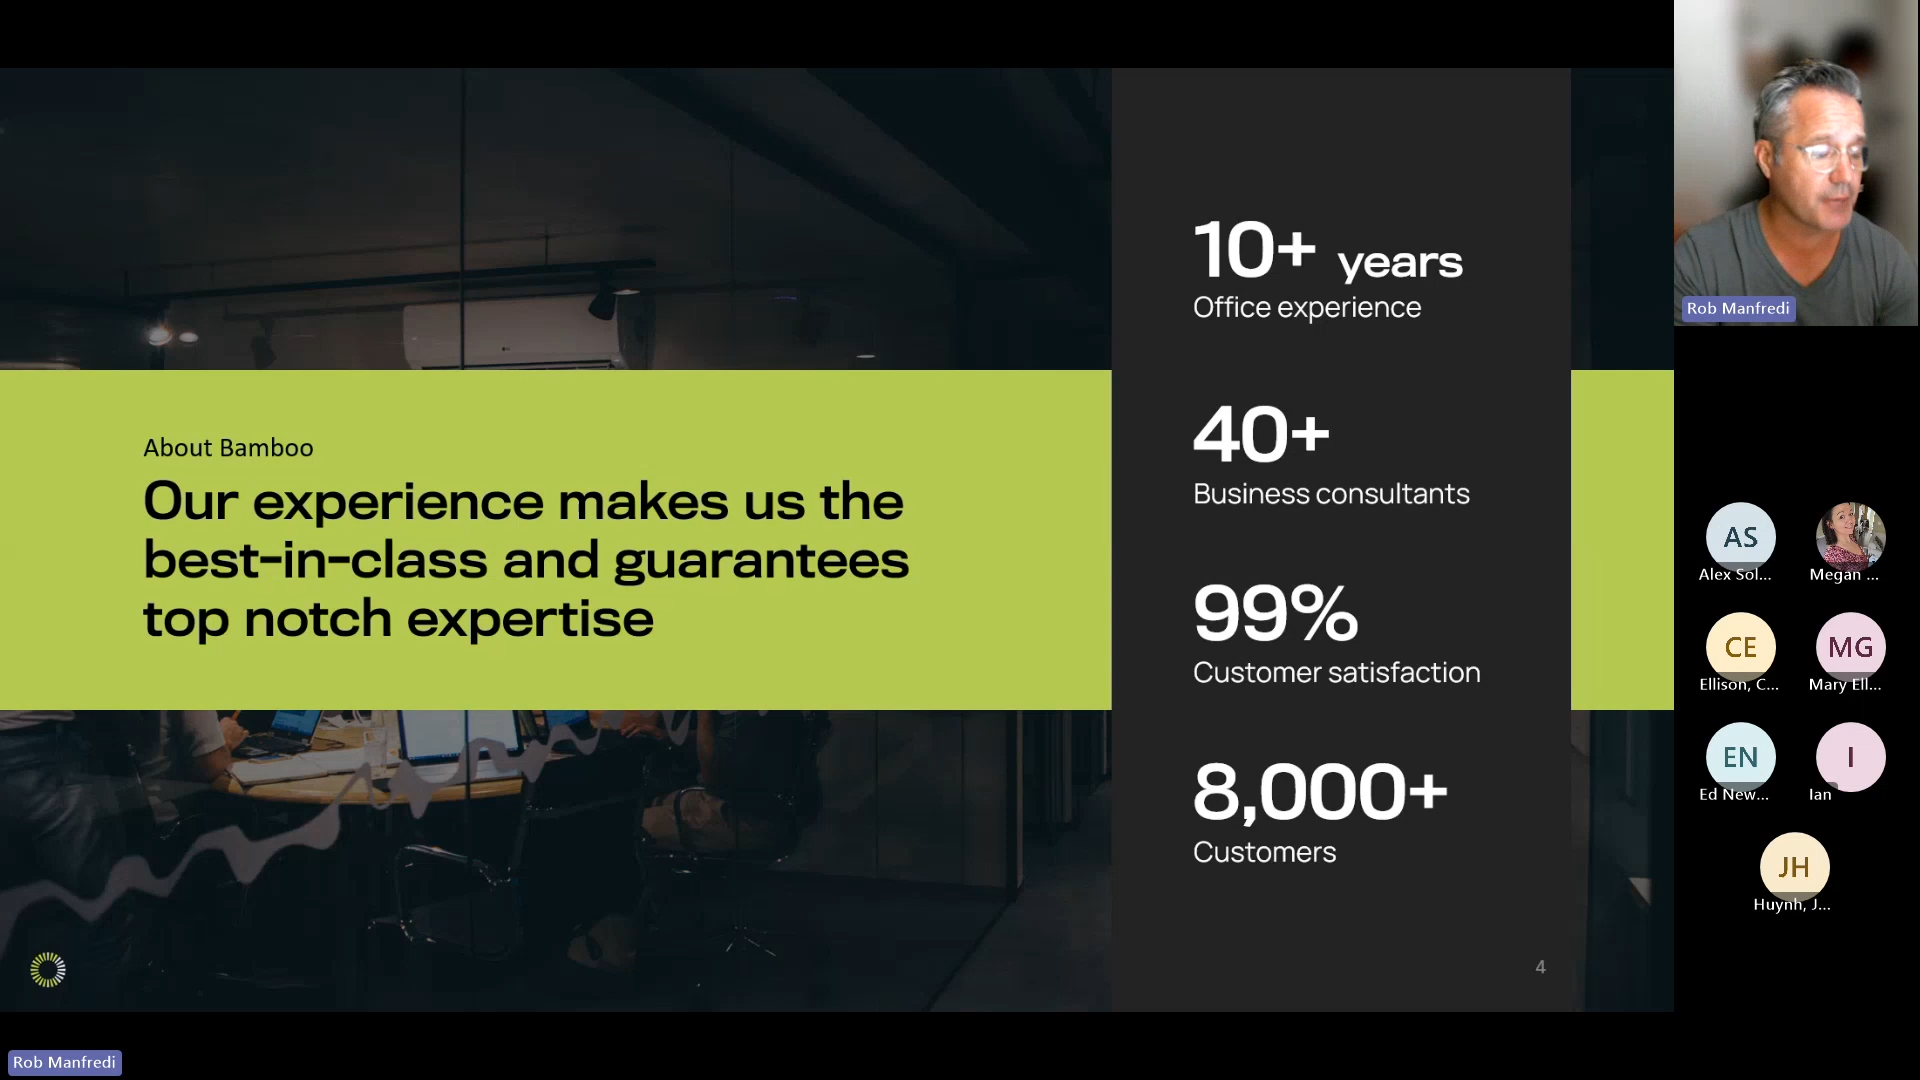 About Bamboo
Our experience makes us the
best-in-class and guarantees
top notch expertise
10+ years
Office experience
40+
Business consultants
99%
Customer satisfaction
8,000+
Customers
4
Rob Manfredi
AS
Alex Sol...
Megan ...
CE
Ellison, C...
MG
Mary Ell...
EN
Ed New...
I
Ian
JH
Huynh, J...
Rob Manfredi